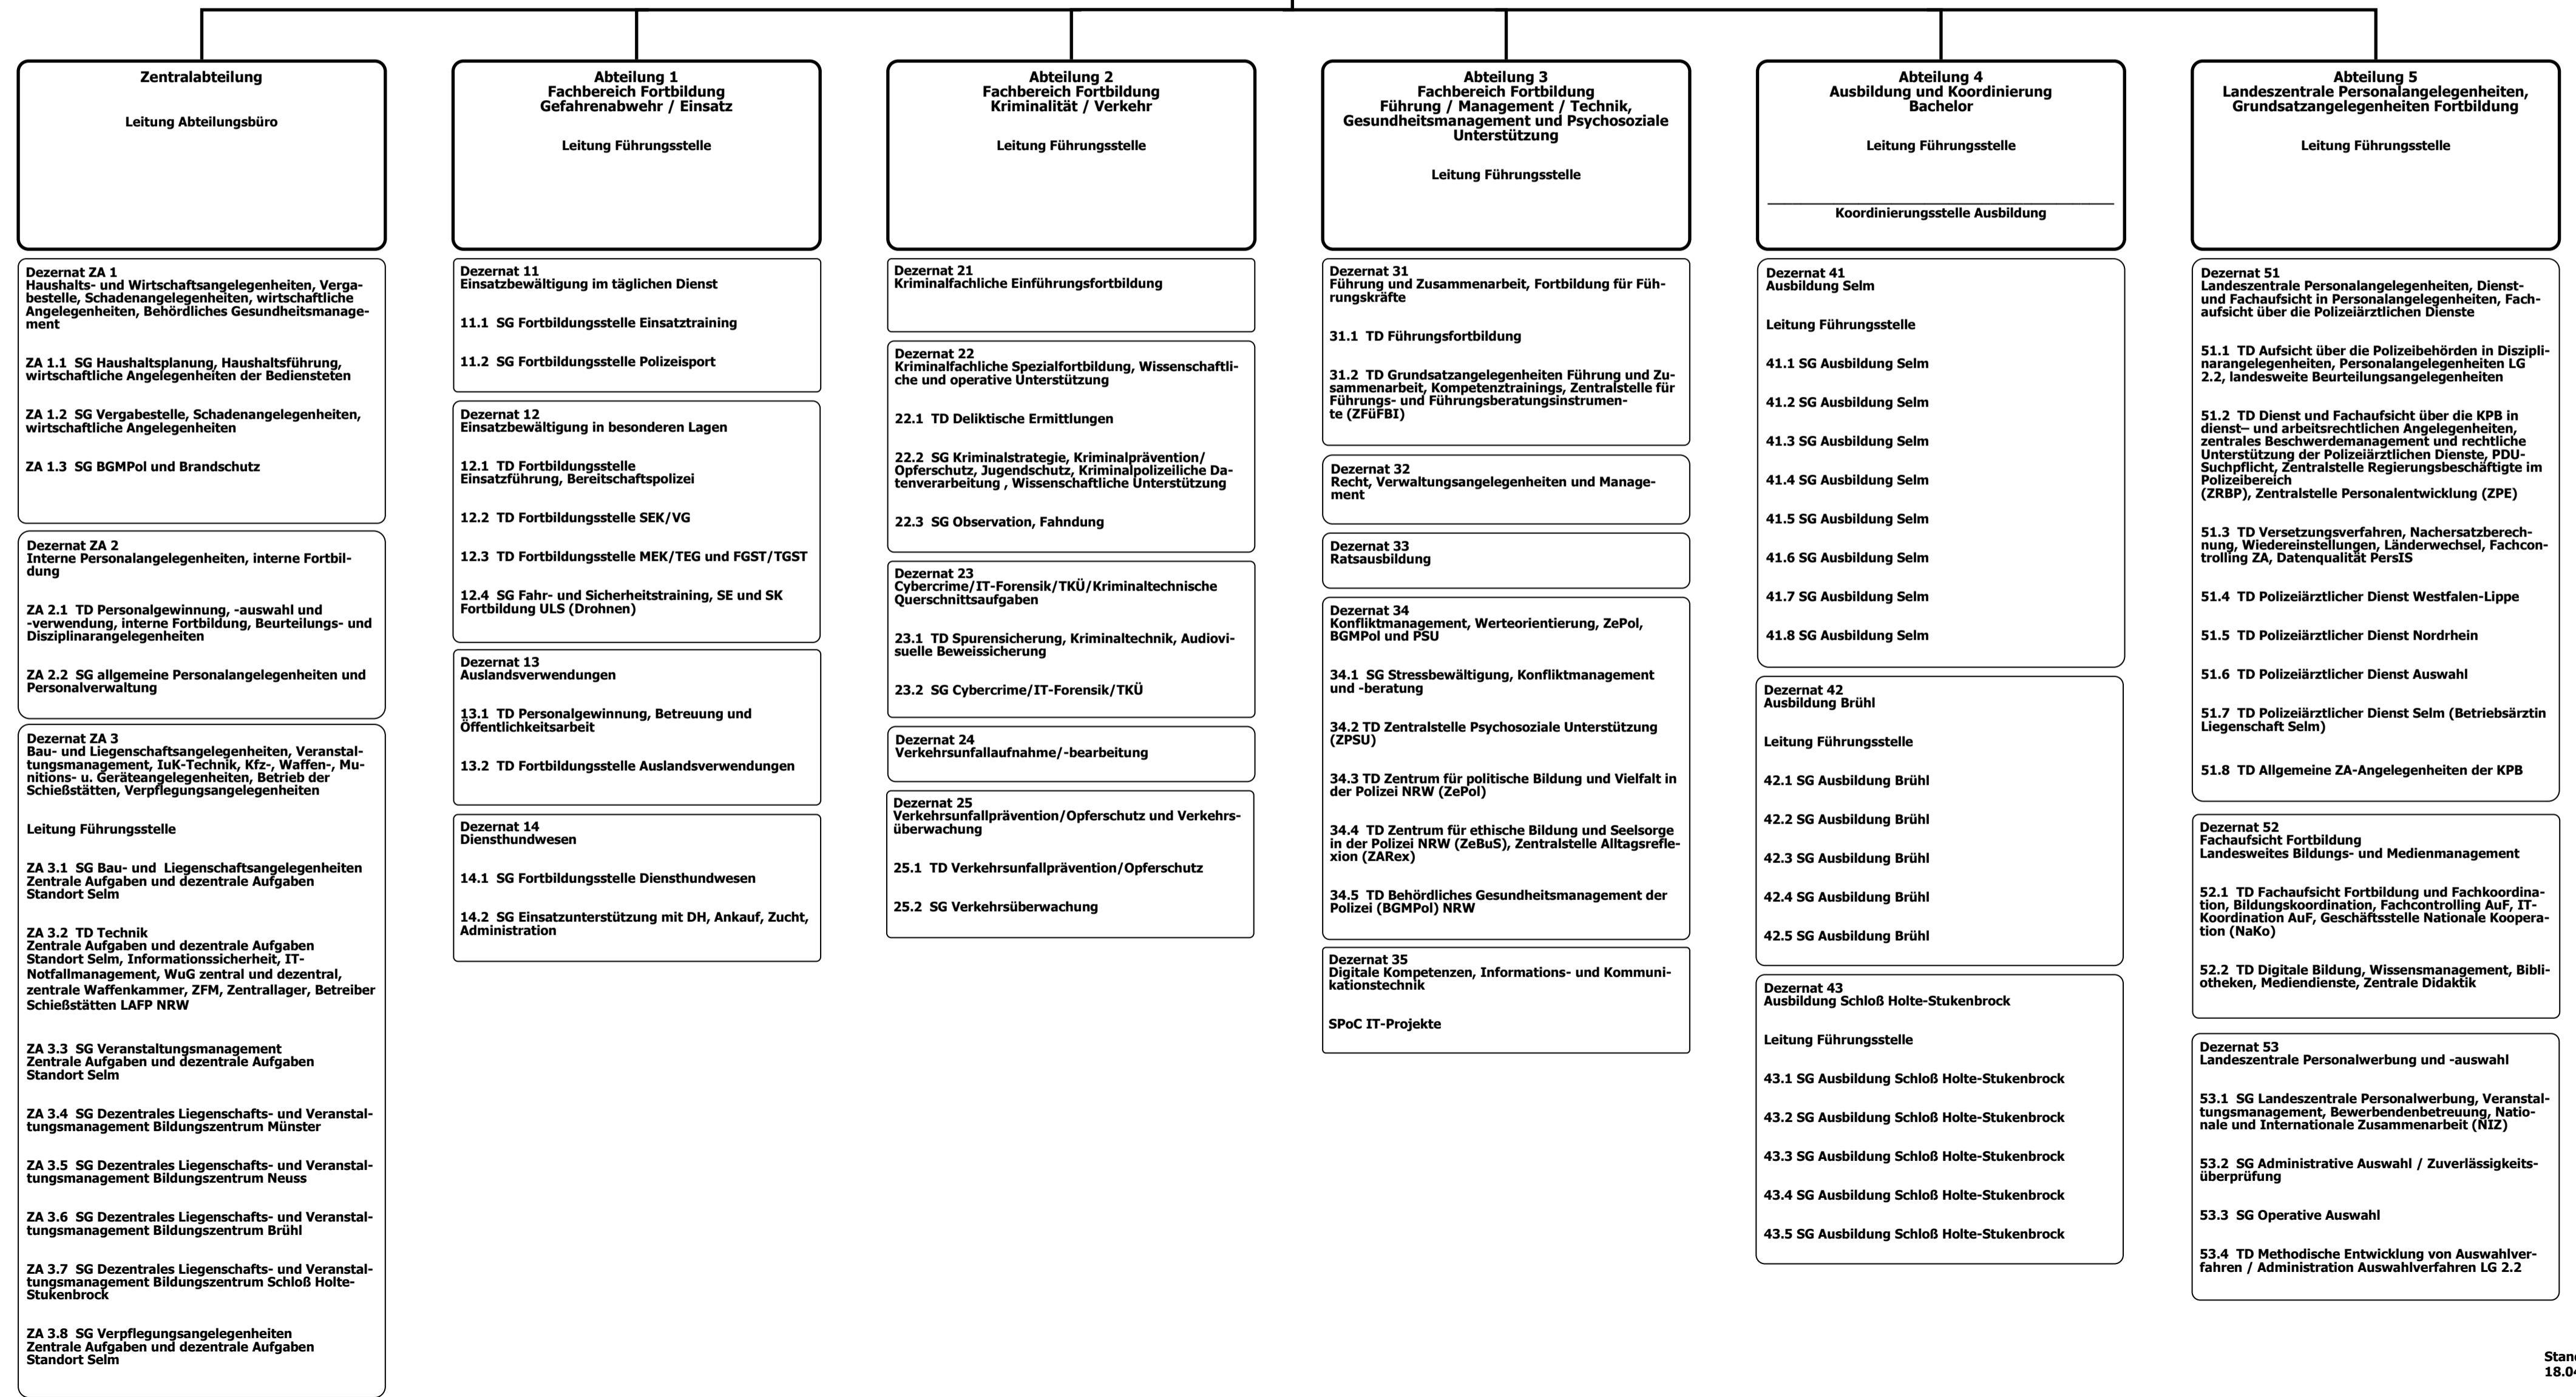 Zentralabteilung
Leitung Abteilungsbüro
Dezernat ZA 1
Haushalts- und Wirtschaftsangelegenheiten, Verga-
bestelle, Schadenangelegenheiten, wirtschaftliche
Angelegenheiten, Behördliches Gesundheitsmanage-
ment
ZA 1.1 SG Haushaltsplanung, Haushaltsführung,
wirtschaftliche Angelegenheiten der Bediensteten
ZA 1.2 SG Vergabestelle, Schadenangelegenheiten,
wirtschaftliche Angelegenheiten
ZA 1.3 SG BGMPol und Brandschutz
Dezernat ZA 2
Interne Personalangelegenheiten, interne Fortbil-
dung
ZA 2.1 TD Personalgewinnung, -auswahl und
-verwendung, interne Fortbildung, Beurteilungs- und
Disziplinarangelegenheiten
ZA 2.2 SG allgemeine Personalangelegenheiten und
Personalverwaltung
Dezernat ZA 3
Bau- und Liegenschaftsangelegenheiten, Veranstal-
tungsmanagement, IuK-Technik, Kfz-, Waffen-, Mu-
nitions- u. Geräteangelegenheiten, Betrieb der
Schießstätten, Verpflegungsangelegenheiten
Leitung Führungsstelle
ZA 3.1 SG Bau- und Liegenschaftsangelegenheiten
Zentrale Aufgaben und dezentrale Aufgaben
Standort Selm
ZA 3.2 TD Technik
Zentrale Aufgaben und dezentrale Aufgaben
Standort Selm, Informationssicherheit, IT-
Notfallmanagement, WuG zentral und dezentral,
zentrale Waffenkammer, ZFM, Zentrallager, Betreiber
Schießstätten LAFP NRW
ZA 3.3 SG Veranstaltungsmanagement
Zentrale Aufgaben und dezentrale Aufgaben
Standort Selm
ZA 3.4 SG Dezentrales Liegenschafts- und Veranstal-
tungsmanagement Bildungszentrum Münster
ZA 3.5 SG Dezentrales Liegenschafts- und Veranstal-
tungsmanagement Bildungszentrum Neuss
ZA 3.6 SG Dezentrales Liegenschafts- und Veranstal-
tungsmanagement Bildungszentrum Brühl
ZA 3.7 SG Dezentrales Liegenschafts- und Veranstal-
tungsmanagement Bildungszentrum Schloß Holte-
Stukenbrock
ZA 3.8 SG Verpflegungsangelegenheiten
Zentrale Aufgaben und dezentrale Aufgaben
Standort Selm
Abteilung 1
Fachbereich Fortbildung
Gefahrenabwehr / Einsatz
Leitung Führungsstelle
Dezernat 11
Einsatzbewältigung im täglichen Dienst
11.1 SG Fortbildungsstelle Einsatztraining
11.2 SG Fortbildungsstelle Polizeisport
Dezernat 12
Einsatzbewältigung in besonderen Lagen
12.1 TD Fortbildungsstelle
Einsatzführung, Bereitschaftspolizei
12.2 TD Fortbildungsstelle SEK/VG
12.3 TD Fortbildungsstelle MEK/TEG und FGST/TGST
12.4 SG Fahr- und Sicherheitstraining, SE und SK
Fortbildung ULS (Drohnen)
Dezernat 13
Auslandsverwendungen
13.1 TD Personalgewinnung, Betreuung und
Öffentlichkeitsarbeit
13.2 TD Fortbildungsstelle Auslandsverwendungen
Dezernat 14
Diensthundwesen
14.1 SG Fortbildungsstelle Diensthundwesen
14.2 SG Einsatzunterstützung mit DH, Ankauf, Zucht,
Administration
Abteilung 2
Fachbereich Fortbildung
Kriminalität / Verkehr
Leitung Führungsstelle
Dezernat 21
Kriminalfachliche Einführungsfortbildung
Dezernat 22
Kriminalfachliche Spezialfortbildung, Wissenschaftli-
che und operative Unterstützung
22.1 TD Deliktische Ermittlungen
22.2 SG Kriminalstrategie, Kriminalprävention/
Opferschutz, Jugendschutz, Kriminalpolizeiliche Da-
tenverarbeitung , Wissenschaftliche Unterstützung
22.3 SG Observation, Fahndung
Dezernat 23
Cybercrime/IT-Forensik/TKÜ/Kriminaltechnische
Querschnittsaufgaben
23.1 TD Spurensicherung, Kriminaltechnik, Audiovi-
suelle Beweissicherung
23.2 SG Cybercrime/IT-Forensik/TKÜ
Dezernat 24
Verkehrsunfallaufnahme/-bearbeitung
Dezernat 25
Verkehrsunfallprävention/Opferschutz und Verkehrs-
überwachung
25.1 TD Verkehrsunfallprävention/Opferschutz
25.2 SG Verkehrsüberwachung
Abteilung 3
Fachbereich Fortbildung
Führung / Management / Technik,
Gesundheitsmanagement und Psychosoziale
Unterstützung
Leitung Führungsstelle
Dezernat 31
Führung und Zusammenarbeit, Fortbildung für Füh-
rungskräfte
31.1 TD Führungsfortbildung
31.2 TD Grundsatzangelegenheiten Führung und Zu-
sammenarbeit, Kompetenztrainings, Zentralstelle für
Führungs- und Führungsberatungsinstrumen-
te (ZFüFBI)
Dezernat 32
Recht, Verwaltungsangelegenheiten und Manage-
ment
Dezernat 33
Ratsausbildung
Dezernat 34
Konfliktmanagement, Werteorientierung, ZePol,
BGMPol und PSU
34.1 SG Stressbewältigung, Konfliktmanagement
und -beratung
34.2 TD Zentralstelle Psychosoziale Unterstützung
(ZPSU)
34.3 TD Zentrum für politische Bildung und Vielfalt in
der Polizei NRW (ZePol)
34.4 TD Zentrum für ethische Bildung und Seelsorge
in der Polizei NRW (ZeBuS), Zentralstelle Alltagsrefle-
xion (ZARex)
34.5 TD Behördliches Gesundheitsmanagement der
Polizei (BGMPol) NRW
Dezernat 35
Digitale Kompetenzen, Informations- und Kommuni-
kationstechnik
SPoC IT-Projekte
Abteilung 4
Ausbildung und Koordinierung
Bachelor
Leitung Führungsstelle
Koordinierungsstelle Ausbildung
Dezernat 41
Ausbildung Selm
Leitung Führungsstelle
41.1 SG Ausbildung Selm
41.2 SG Ausbildung Selm
41.3 SG Ausbildung Selm
41.4 SG Ausbildung Selm
41.5 SG Ausbildung Selm
41.6 SG Ausbildung Selm
41.7 SG Ausbildung Selm
41.8 SG Ausbildung Selm
Dezernat 42
Ausbildung Brühl
Leitung Führungsstelle
42.1 SG Ausbildung Brühl
42.2 SG Ausbildung Brühl
42.3 SG Ausbildung Brühl
42.4 SG Ausbildung Brühl
42.5 SG Ausbildung Brühl
Dezernat 43
Ausbildung Schloß Holte-Stukenbrock
Leitung Führungsstelle
43.1 SG Ausbildung Schloß Holte-Stukenbrock
43.2 SG Ausbildung Schloß Holte-Stukenbrock
43.3 SG Ausbildung Schloß Holte-Stukenbrock
43.4 SG Ausbildung Schloß Holte-Stukenbrock
43.5 SG Ausbildung Schloß Holte-Stukenbrock
Abteilung 5
Landeszentrale Personalangelegenheiten,
Grundsatzangelegenheiten Fortbildung
Leitung Führungsstelle
Dezernat 51
Landeszentrale Personalangelegenheiten, Dienst-
und Fachaufsicht in Personalangelegenheiten, Fach-
aufsicht über die Polizeiärztlichen Dienste
51.1 TD Aufsicht über die Polizeibehörden in Diszipli-
narangelegenheiten, Personalangelegenheiten LG
2.2, landesweite Beurteilungsangelegenheiten
51.2 TD Dienst und Fachaufsicht über die KPB in
dienst– und arbeitsrechtlichen Angelegenheiten,
zentrales Beschwerdemanagement und rechtliche
Unterstützung der Polizeiärztlichen Dienste, PDU-
Suchpflicht, Zentralstelle Regierungsbeschäftigte im
Polizeibereich
(ZRBP), Zentralstelle Personalentwicklung (ZPE)
51.3 TD Versetzungsverfahren, Nachersatzberech-
nung, Wiedereinstellungen, Länderwechsel, Fachcon-
trolling ZA, Datenqualität PersIS
51.4 TD Polizeiärztlicher Dienst Westfalen-Lippe
51.5 TD Polizeiärztlicher Dienst Nordrhein
51.6 TD Polizeiärztlicher Dienst Auswahl
51.7 TD Polizeiärztlicher Dienst Selm (Betriebsärztin
Liegenschaft Selm)
51.8 TD Allgemeine ZA-Angelegenheiten der KPB
Dezernat 52
Fachaufsicht Fortbildung
Landesweites Bildungs- und Medienmanagement
52.1 TD Fachaufsicht Fortbildung und Fachkoordina-
tion, Bildungskoordination, Fachcontrolling AuF, IT-
Koordination AuF, Geschäftsstelle Nationale Koopera-
tion (NaKo)
52.2 TD Digitale Bildung, Wissensmanagement, Bibli-
otheken, Mediendienste, Zentrale Didaktik
Dezernat 53
Landeszentrale Personalwerbung und -auswahl
53.1 SG Landeszentrale Personalwerbung, Veranstal-
tungsmanagement, Bewerbendenbetreuung, Natio-
nale und Internationale Zusammenarbeit (NIZ)
53.2 SG Administrative Auswahl / Zuverlässigkeits-
überprüfung
53.3 SG Operative Auswahl
53.4 TD Methodische Entwicklung von Auswahlver-
fahren / Administration Auswahlverfahren LG 2.2